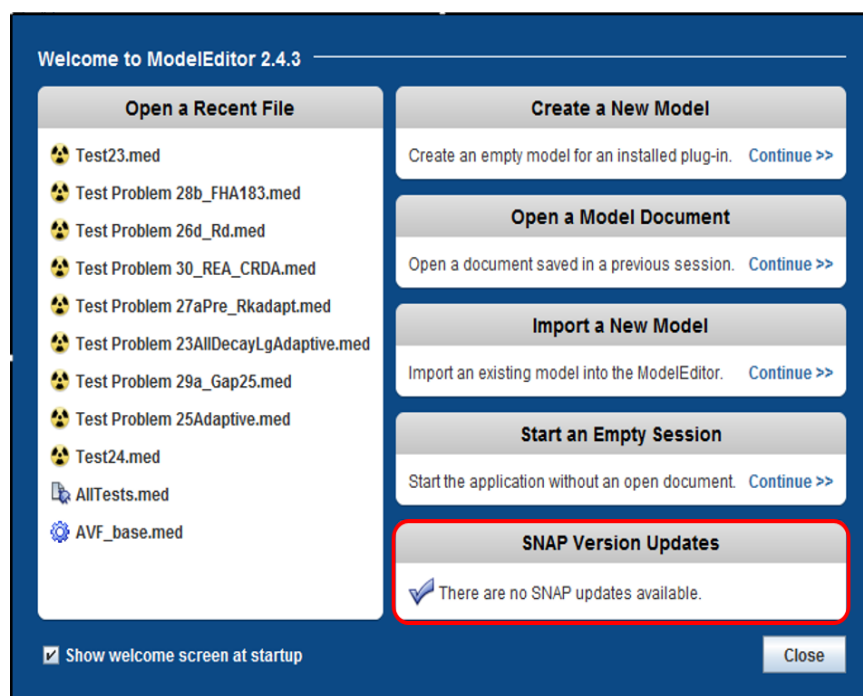 Welcome to ModelEditor 2.4.3
Open a Recent File
Test23.med
Test Problem 28b_FHA183.med
Test Problem 26d_Rd.med
Test Problem 30_REA_CRDA.med
Test Problem 27aPre_Rkadapt.med
Test Problem 23AllDecayLgAdaptive.med
Test Problem 29a_Gap25.med
Test Problem 25Adaptive.med
Test24.med
AllTests.med
AVF_base.med
Create a New Model
Create an empty model for an installed plug-in. Continue >>
Open a Model Document
Open a document saved in a previous session. Continue >>
Import a New Model
Import an existing model into the ModelEditor. Continue >>
Start an Empty Session
Start the application without an open document. Continue >>
SNAP Version Updates
There are no SNAP updates available.
Show welcome screen at startup
Close